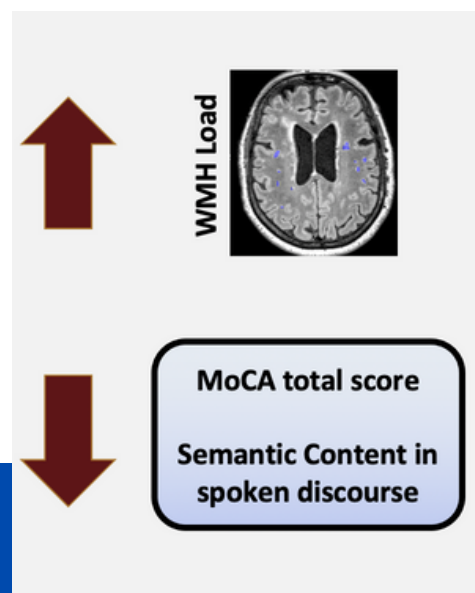 WMH Load
MoCA total score
Semantic Content in
spoken discourse